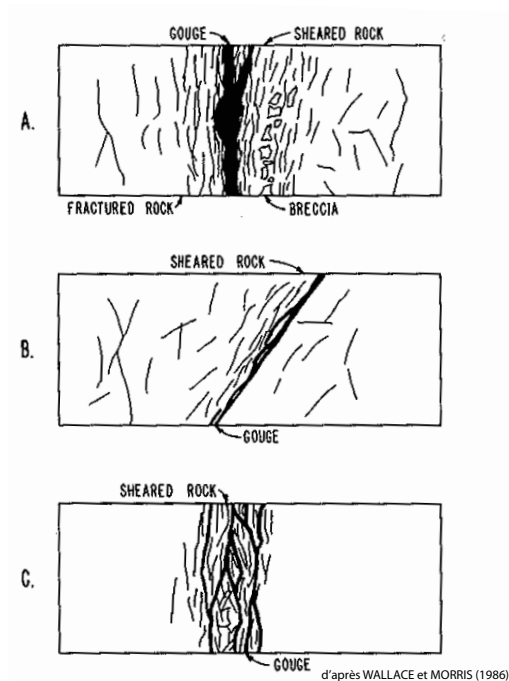 GOUGE SHEARED ROCK
A.
FRACTURED ROCK BRECCIA
SHEARED ROCK
B.
GOUGE
SHEARED ROCK
C.
GOUGE
d'après WALLACE et MORRIS (1986)